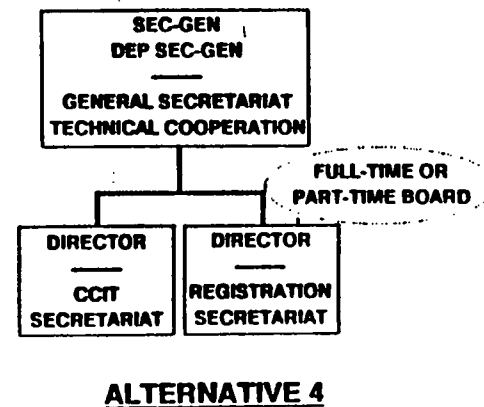 SEC-GEN
DEP SEC-GEN
GENERAL SECRETARIAT
TECHNICAL COOPERATION
FULL-TIME OR
PART-TIME BOARD
DIRECTOR
CCIT
SECRETARIAT
DIRECTOR
REGISTRATION
SECRETARIAT
ALTERNATIVE 4